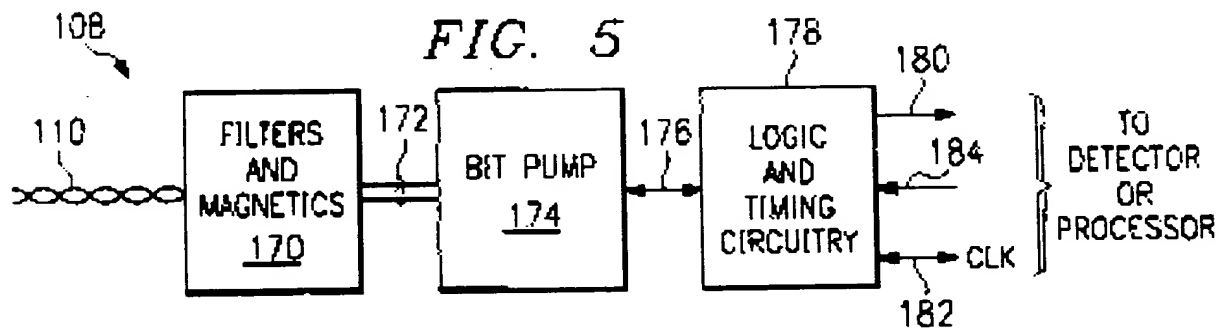 FIG. 5
108
110
FILTERS
AND
MAGNETICS
170
172
BIT PUMP
174
176
178
LOGIC
AND
TIMING
CIRCUITRY
180
184
CLK
182
TO
DETECTOR
OR
PROCESSOR